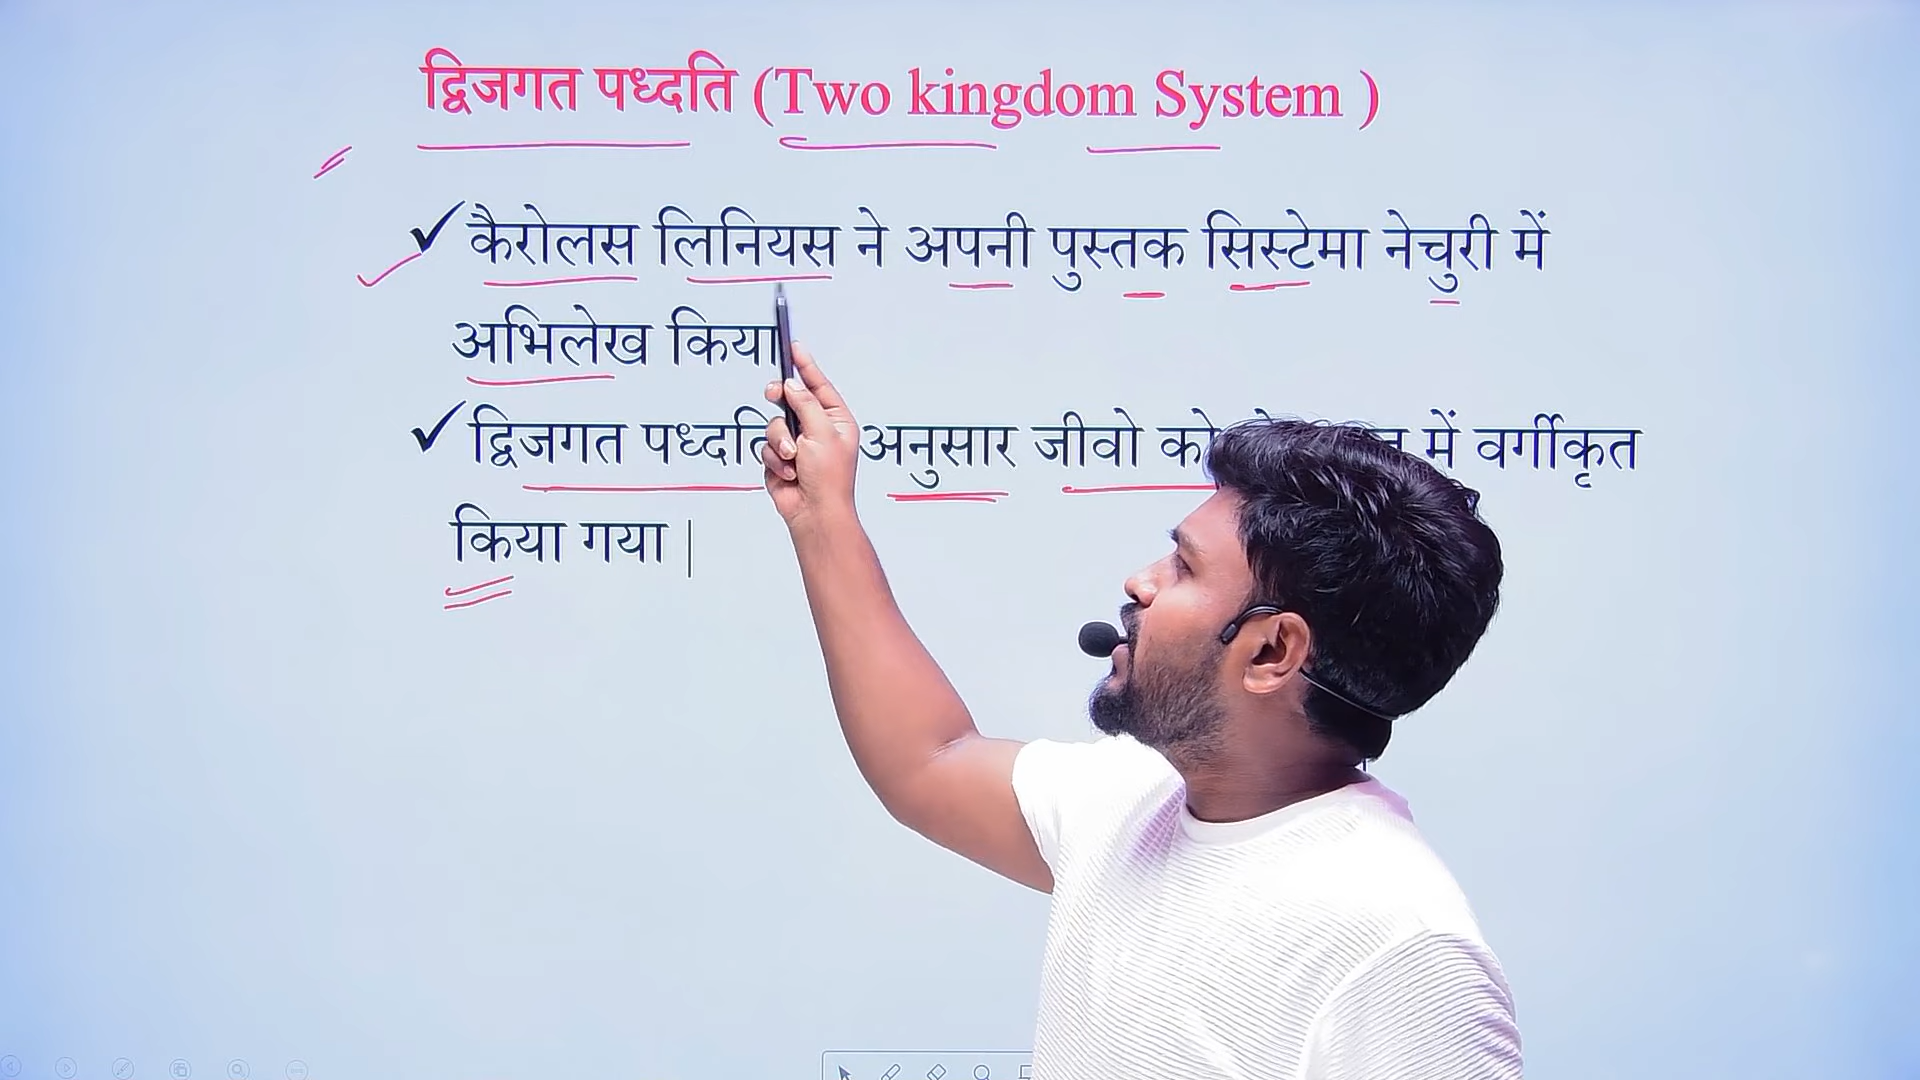 द्विजगत पध्दति (Two kingdom System )
कैरोलस लिनियस ने अपनी पुस्तक सिस्टेमा नेचुरी में
अभिलेख किया
द्विजगत पध्दति अनुसार जीवो को में वर्गीकृत
किया गया |